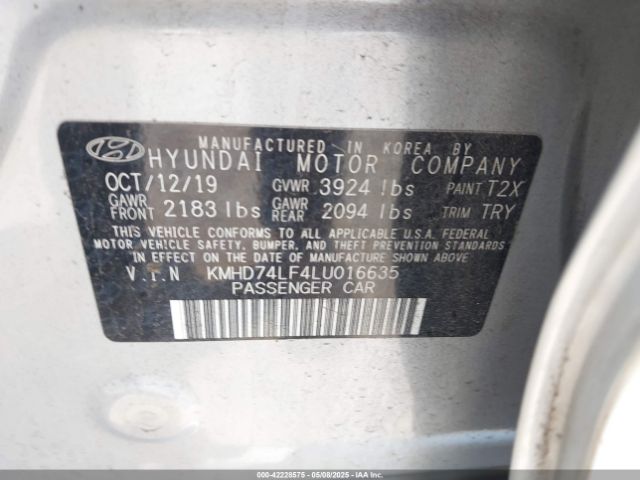 MANUFACTURED IN KOREA BY
HYUNDAI MOTOR COMPANY
OCT/12/19 GVWR 3924 lbs PAINT T2X
GAWR FRONT 2183 lbs GAWR REAR 2094 lbs TRIM TRY
THIS VEHICLE CONFORMS TO ALL APPLICABLE U.S.A. FEDERAL
MOTOR VEHICLE SAFETY, BUMPER, AND THEFT PREVENTION STANDARDS
IN EFFECT ON THE DATE OF MANUFACTURE SHOWN ABOVE.
V.I.N KMHD74LF4LU016635
PASSENGER CAR
000-42228575 - 05/08/2025 - IAAI.COM